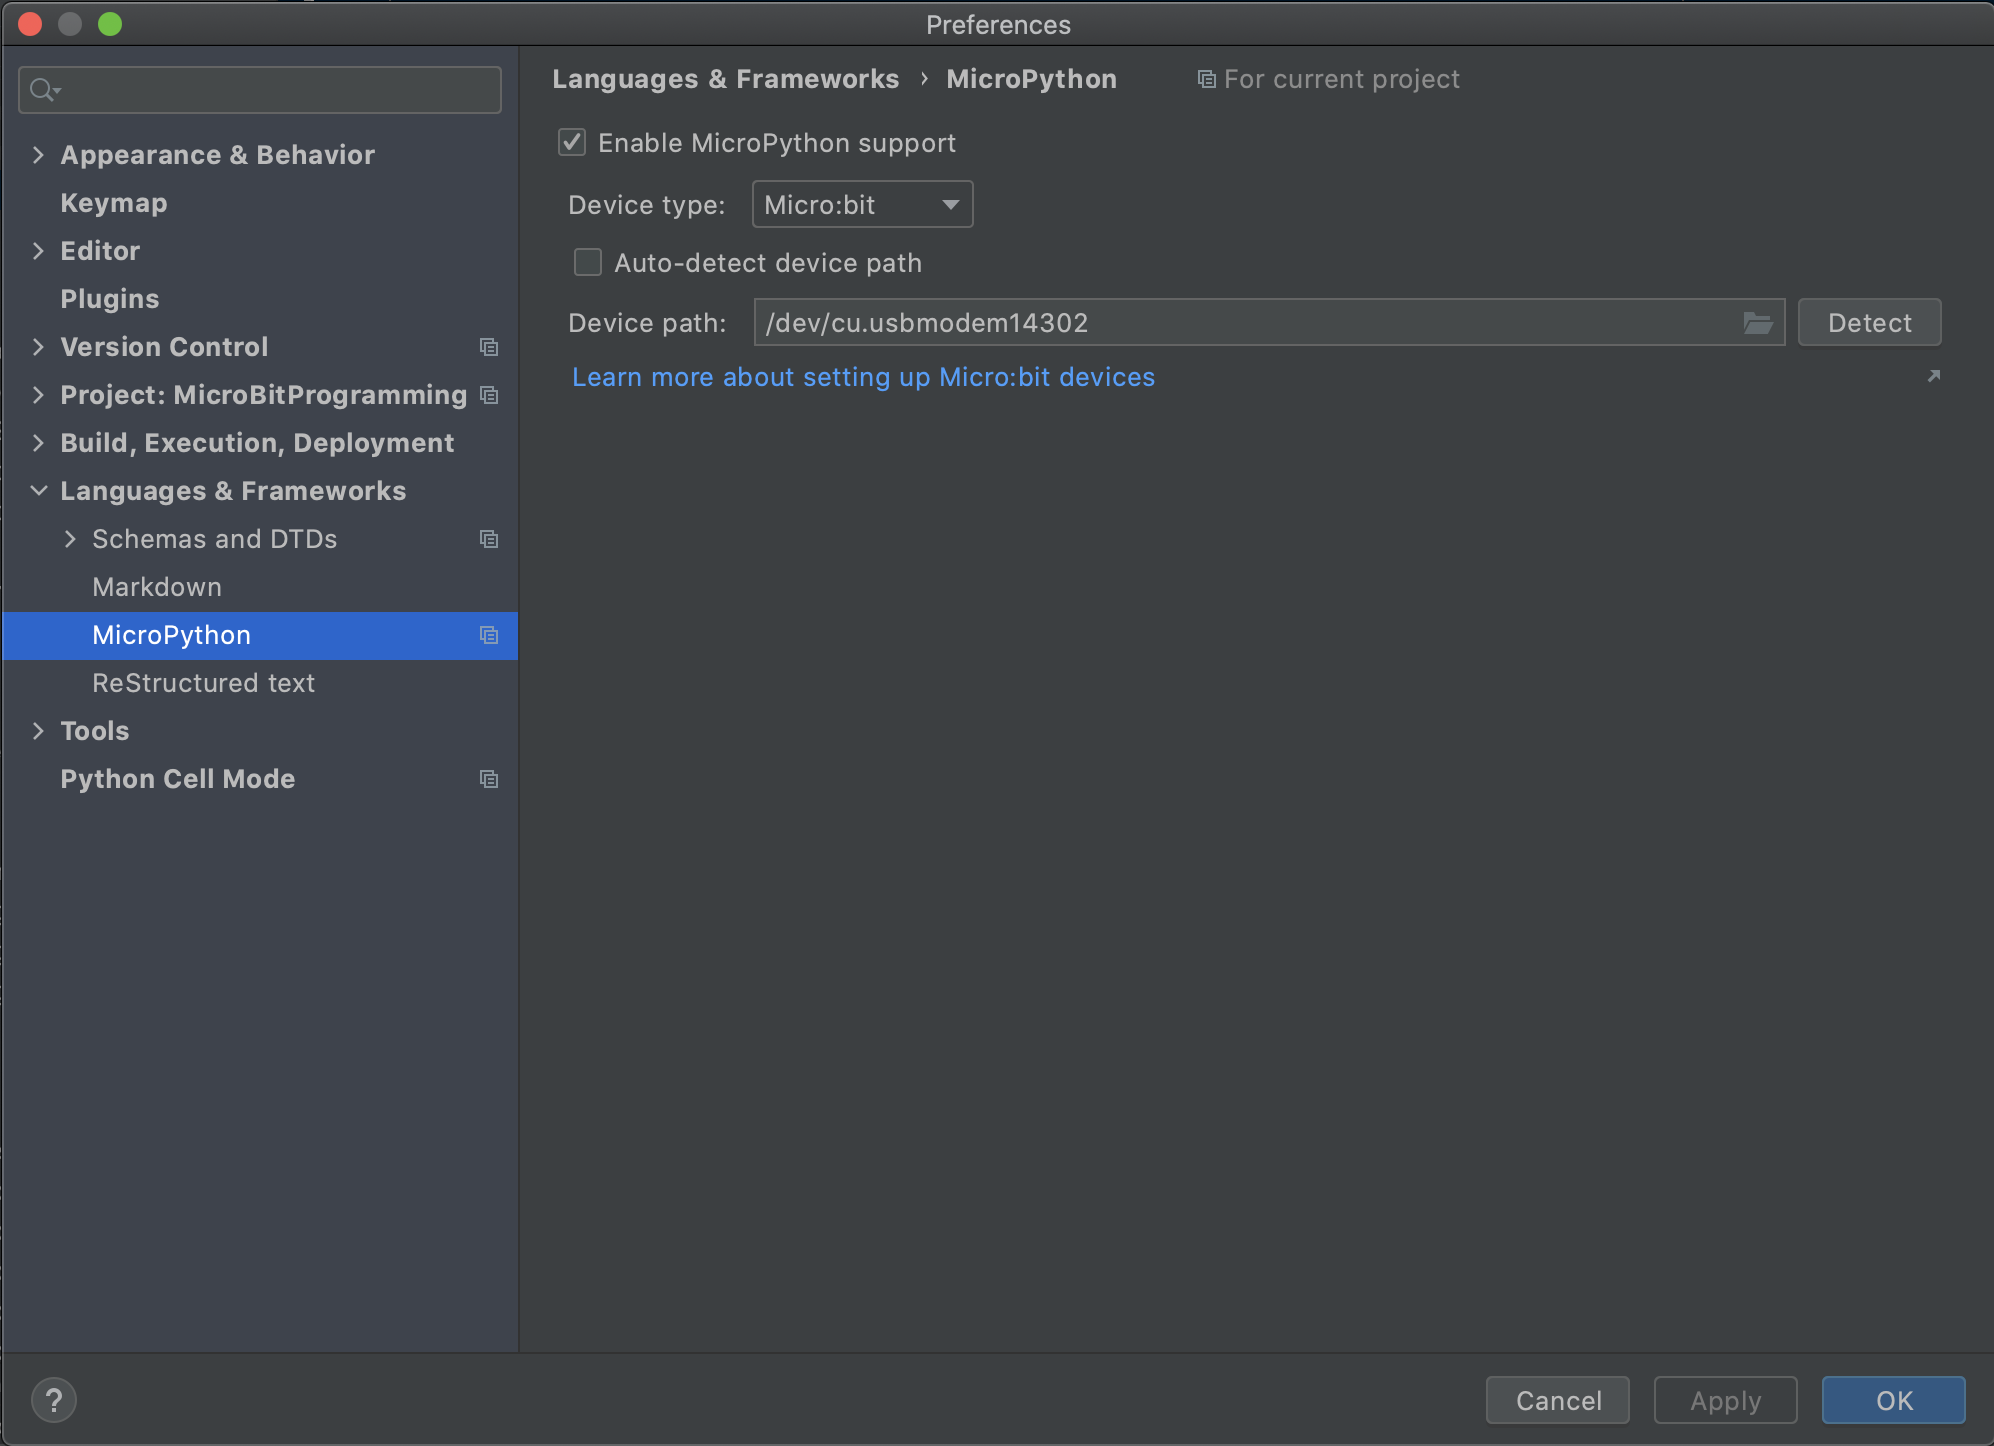 Preferences
Appearance & Behavior
Keymap
Editor
Plugins
Version Control
Project: MicroBitProgramming
Build, Execution, Deployment
Languages & Frameworks
Schemas and DTDs
Markdown
MicroPython
ReStructured text
Tools
Python Cell Mode
Languages & Frameworks › MicroPython For current project
Enable MicroPython support
Device type: Micro:bit
Auto-detect device path
Device path: /dev/cu.usbmodem14302 Detect
Learn more about setting up Micro:bit devices
? Cancel Apply OK